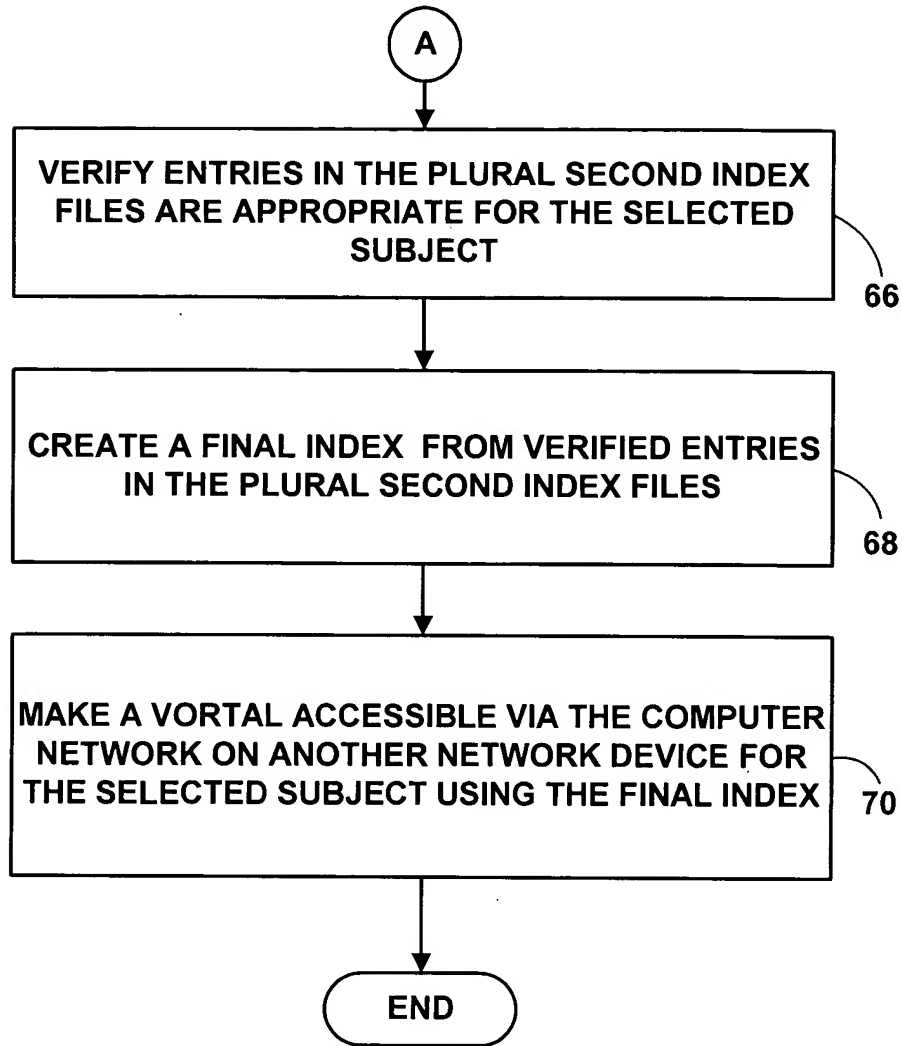 A
VERIFY ENTRIES IN THE PLURAL SECOND INDEX
FILES ARE APPROPRIATE FOR THE SELECTED
SUBJECT
66
CREATE A FINAL INDEX FROM VERIFIED ENTRIES
IN THE PLURAL SECOND INDEX FILES
68
MAKE A VORTAL ACCESSIBLE VIA THE COMPUTER
NETWORK ON ANOTHER NETWORK DEVICE FOR
THE SELECTED SUBJECT USING THE FINAL INDEX
70
END